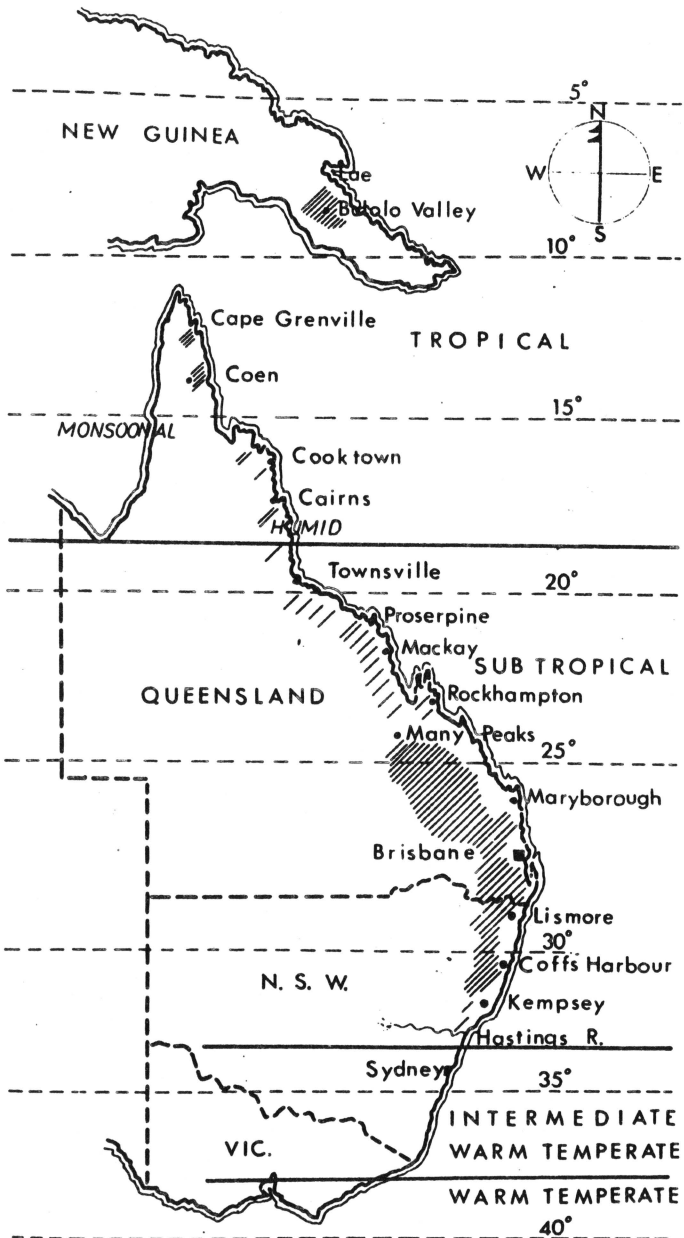 5°
N
NEW GUINEA
W E
Lae
Bulolo Valley
S
10°
Cape Grenville
TROPICAL
Coen
15°
MONSOONAL
Cooktown
Cairns
HUMID
Townsville
20°
Proserpine
Mackay
SUB TROPICAL
QUEENSLAND
Rockhampton
Many Peaks
25°
Maryborough
Brisbane
Lismore
30°
Coffs Harbour
N. S. W.
Kempsey
Hastings R.
Sydney
35°
INTERMEDIATE
VIC.
WARM TEMPERATE
WARM TEMPERATE
40°